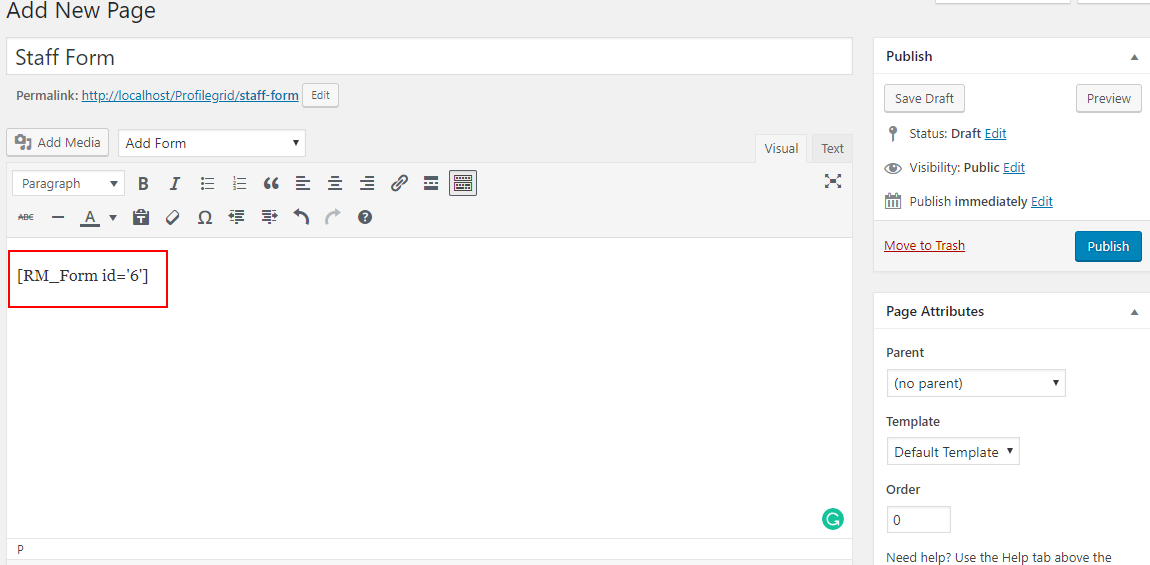 Add New Page
Staff Form
Permalink: http://localhost/Profilegrid/staff-form Edit
Add Media Add Form
Visual Text
Paragraph B I
ABC A Ω
[RM_Form id='6']
P
Publish
Save Draft Preview
Status: Draft Edit
Visibility: Public Edit
Publish immediately Edit
Move to Trash Publish
Page Attributes
Parent
(no parent)
Template
Default Template
Order
0
Need help? Use the Help tab above the